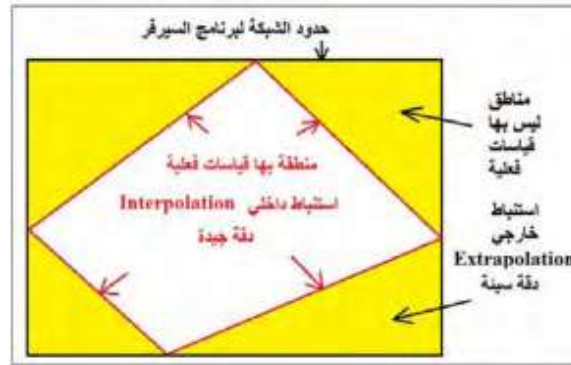 حدود الشبكة لبرنامج السيرفر
مناطق
ليس بها
قياسات
فعلية
منطقة بها قياسات فعلية
استنباط داخلي Interpolation
دقة جيدة
استنباط
خارجي
Extrapolation
دقة سيئة